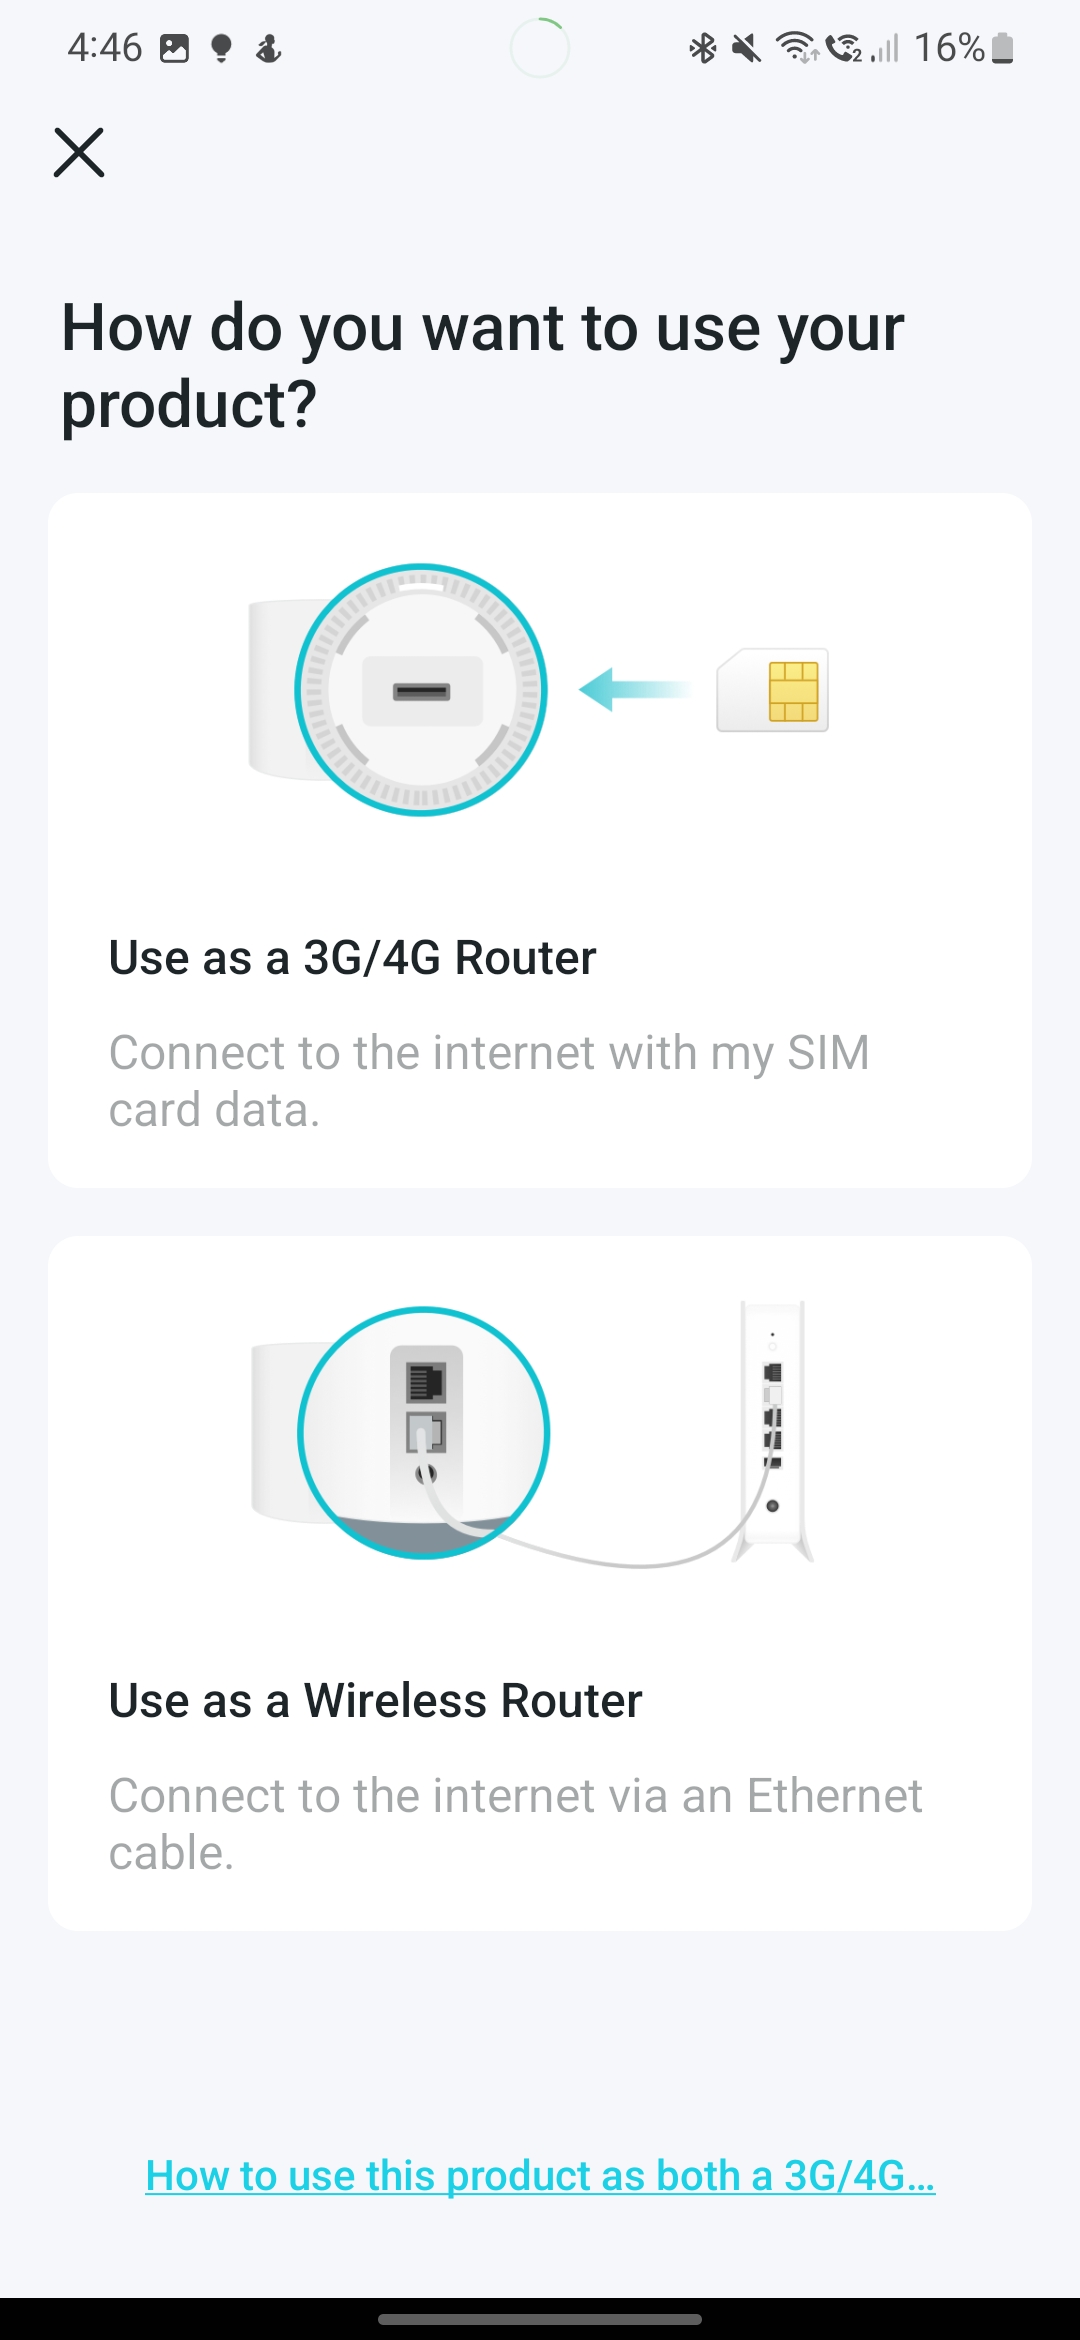 4:46
2
16%
How do you want to use your
product?
Use as a 3G/4G Router
Connect to the internet with my SIM
card data.
Use as a Wireless Router
Connect to the internet via an Ethernet
cable.
How to use this product as both a 3G/4G...